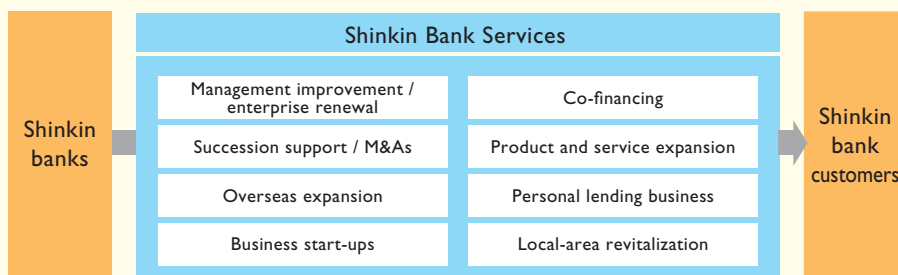 Shinkin Bank Services
Shinkin
banks
Management improvement /
enterprise renewal
Co-financing
Succession support / M&As
Product and service expansion
Overseas expansion
Personal lending business
Business start-ups
Local-area revitalization
Shinkin
bank
customers